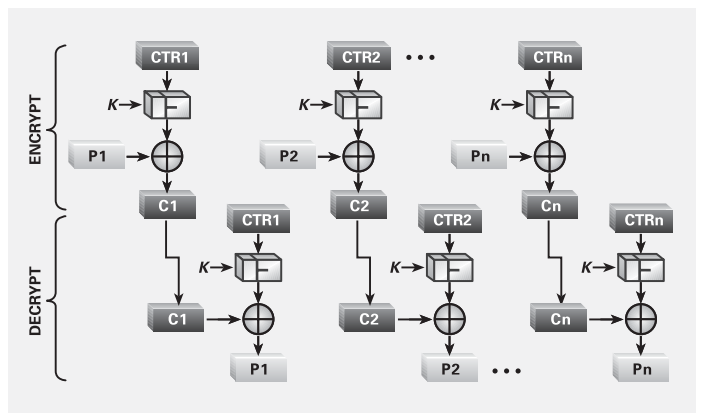 ENCRYPT
CTR1 CTR2 ••• CTRn
K K K
P1 P2 Pn
C1 C2 Cn
DECRYPT
CTR1 CTR2 CTRn
K K K
C1 C2 Cn
P1 P2 ••• Pn